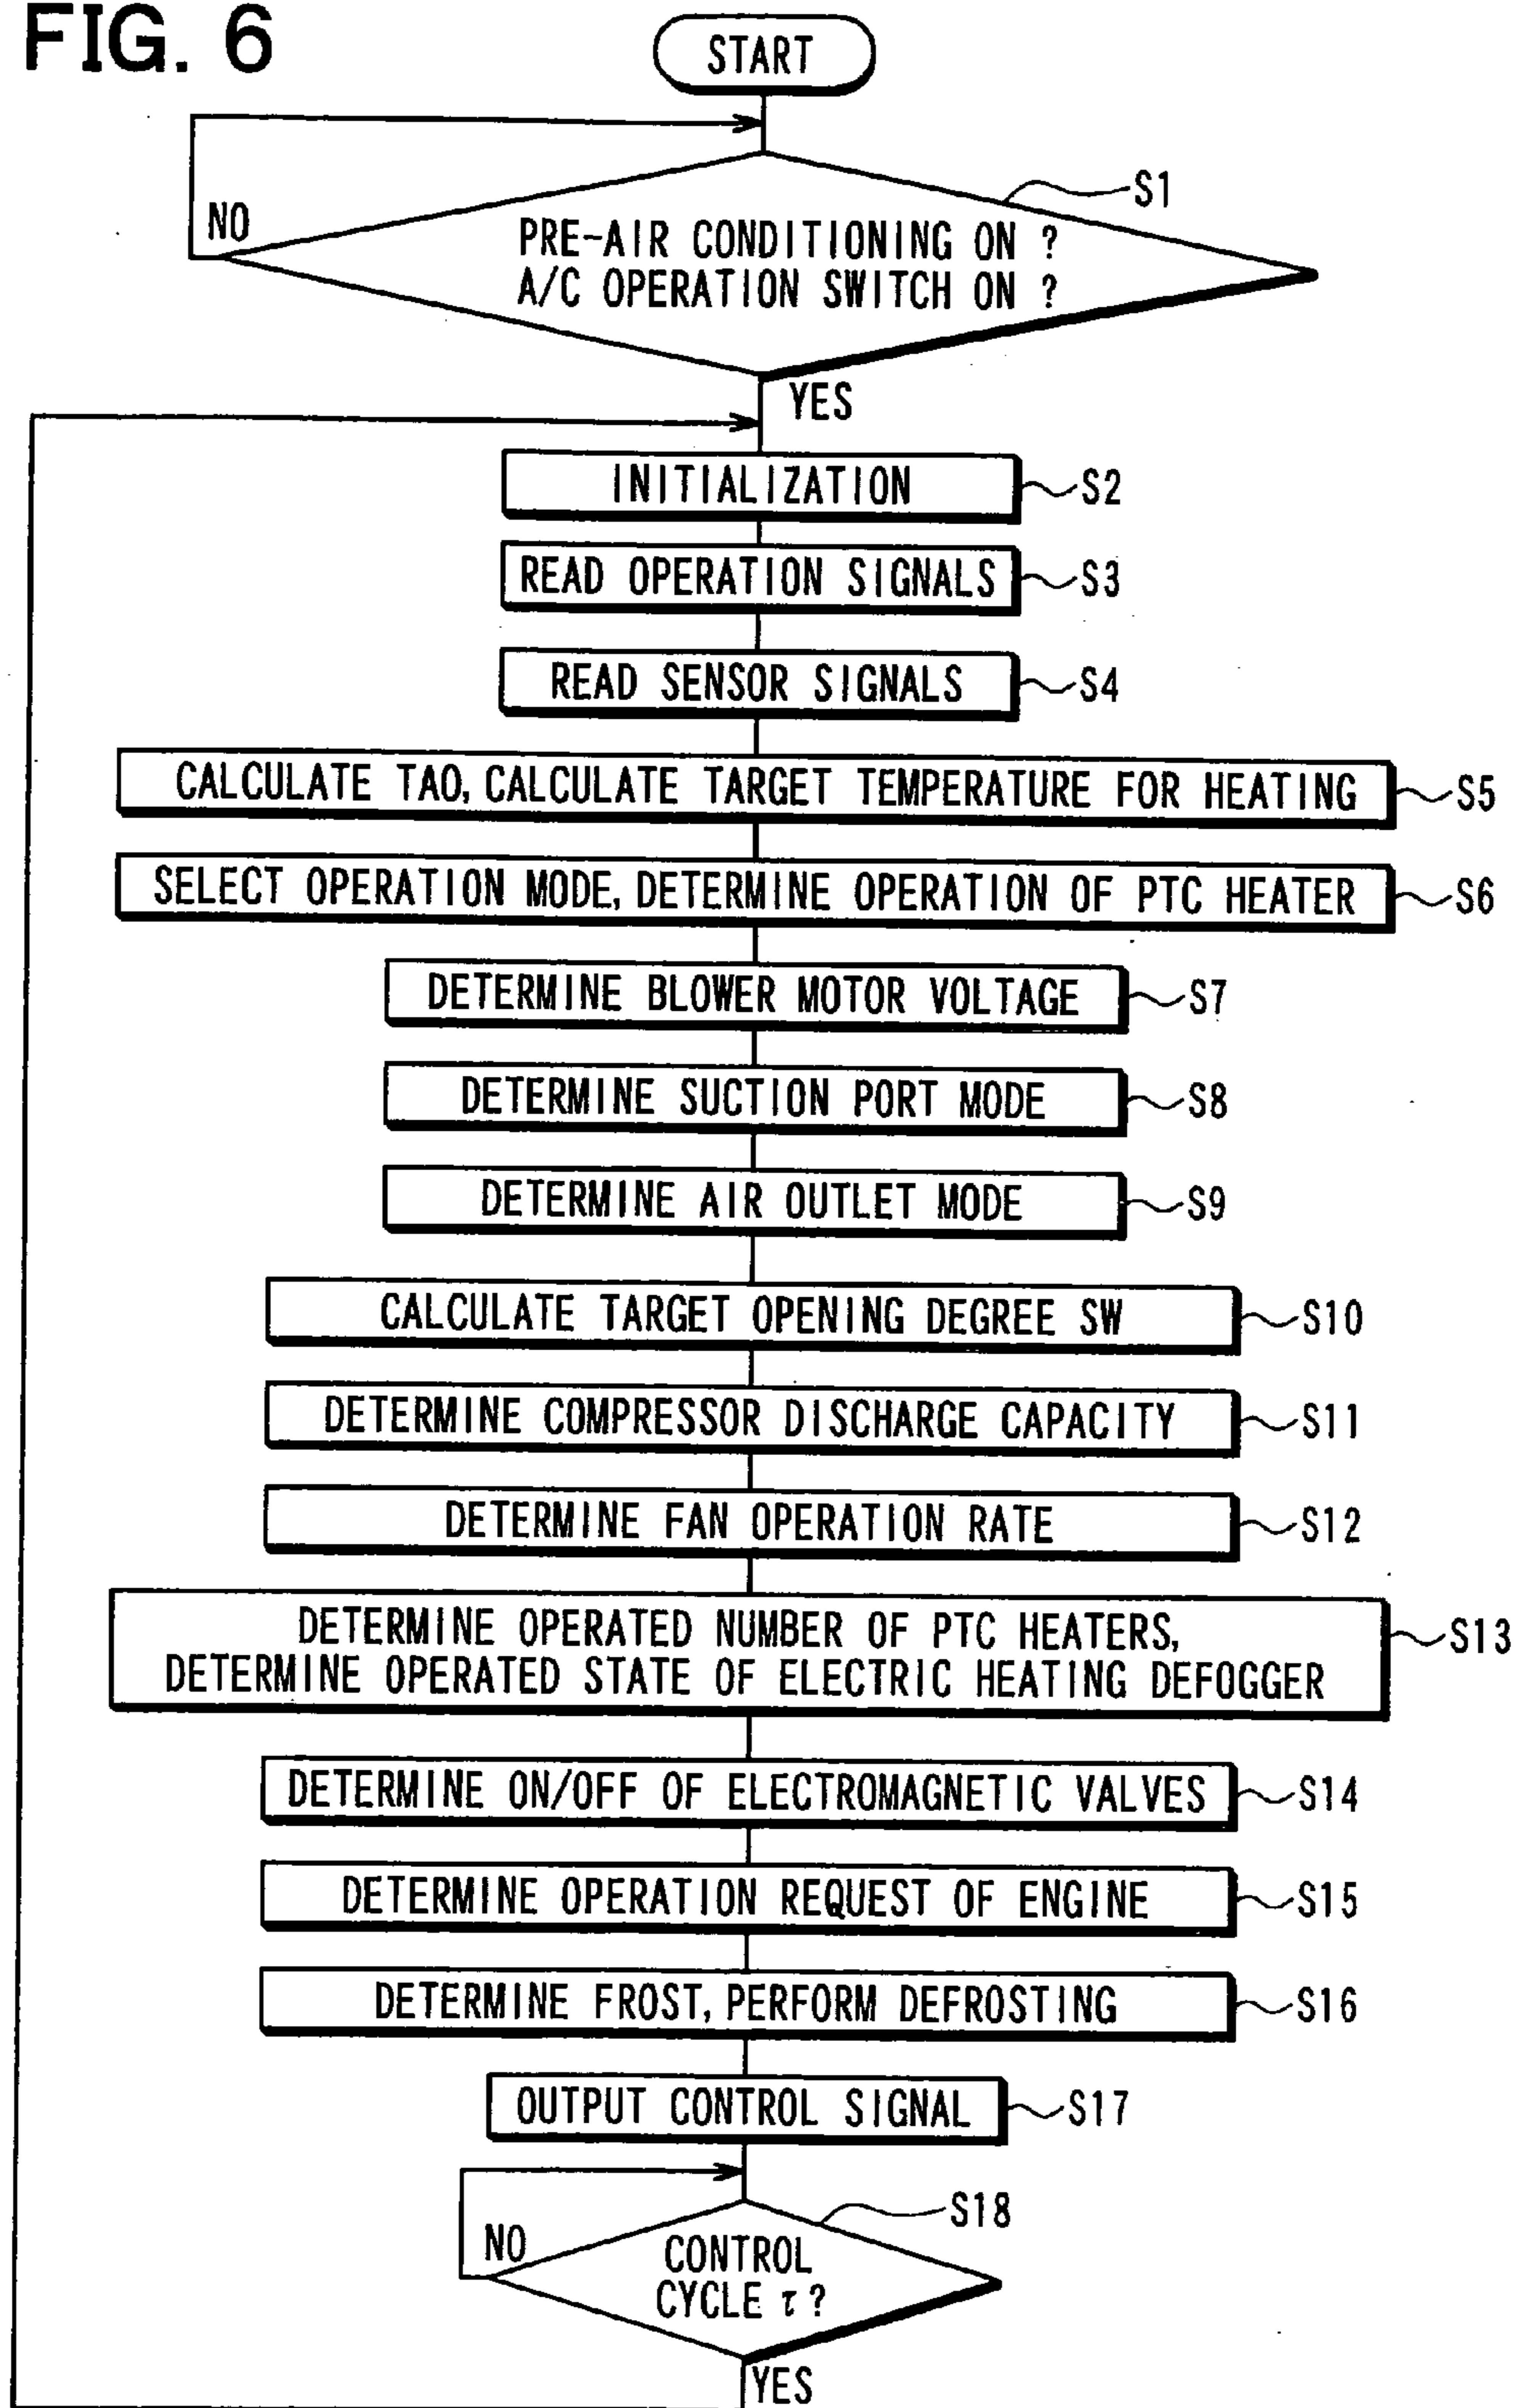 FIG. 6
START
S1
NO
PRE-AIR CONDITIONING ON ?
A/C OPERATION SWITCH ON ?
YES
INITIALIZATION S2
READ OPERATION SIGNALS S3
READ SENSOR SIGNALS S4
CALCULATE TAO, CALCULATE TARGET TEMPERATURE FOR HEATING S5
SELECT OPERATION MODE, DETERMINE OPERATION OF PTC HEATER S6
DETERMINE BLOWER MOTOR VOLTAGE S7
DETERMINE SUCTION PORT MODE S8
DETERMINE AIR OUTLET MODE S9
CALCULATE TARGET OPENING DEGREE SW S10
DETERMINE COMPRESSOR DISCHARGE CAPACITY S11
DETERMINE FAN OPERATION RATE S12
DETERMINE OPERATED NUMBER OF PTC HEATERS, S13
DETERMINE OPERATED STATE OF ELECTRIC HEATING DEFOGGER
DETERMINE ON/OFF OF ELECTROMAGNETIC VALVES S14
DETERMINE OPERATION REQUEST OF ENGINE S15
DETERMINE FROST, PERFORM DEFROSTING S16
OUTPUT CONTROL SIGNAL S17
S18
NO
CONTROL
CYCLE τ ?
YES